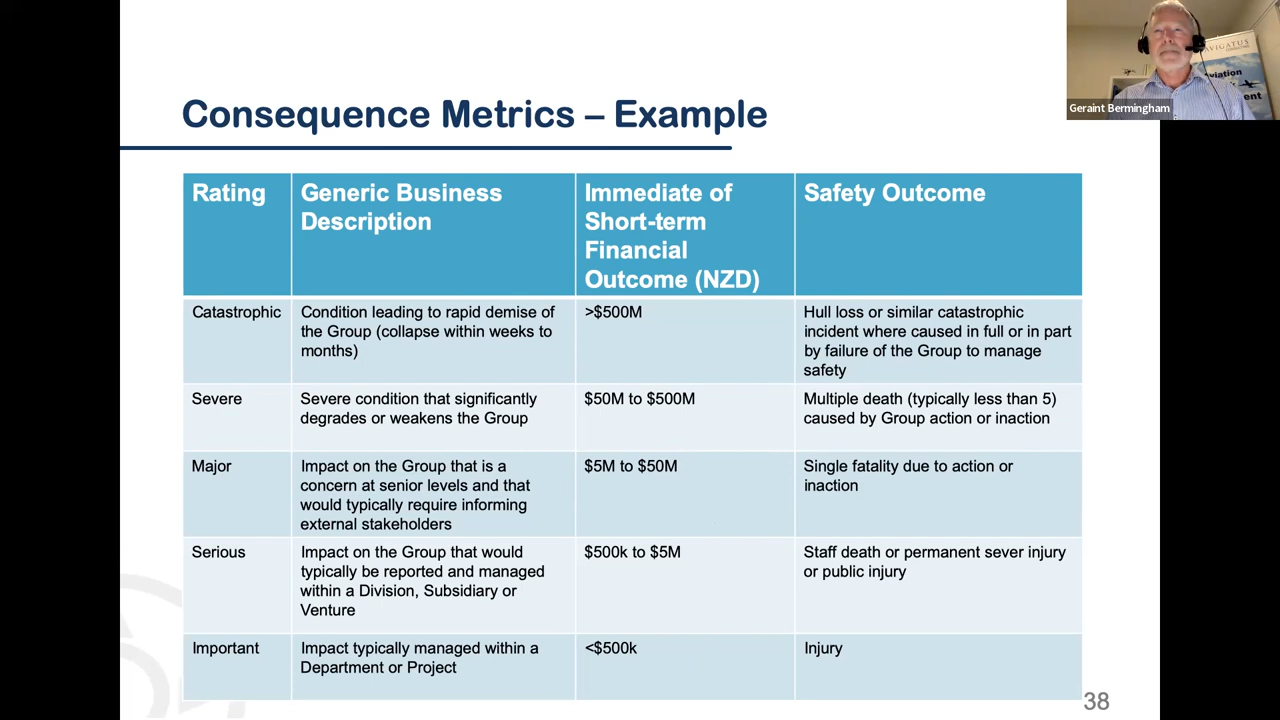 AVIGATUS
Aviation
ent
Geraint Bermingham
Consequence Metrics – Example
Rating
Generic Business
Description
Immediate of
Short-term
Financial
Outcome (NZD)
Safety Outcome
Catastrophic
Condition leading to rapid demise of
the Group (collapse within weeks to
months)
>$500M
Hull loss or similar catastrophic
incident where caused in full or in part
by failure of the Group to manage
safety
Severe
Severe condition that significantly
degrades or weakens the Group
$50M to $500M
Multiple death (typically less than 5)
caused by Group action or inaction
Major
Impact on the Group that is a
concern at senior levels and that
would typically require informing
external stakeholders
$5M to $50M
Single fatality due to action or
inaction
Serious
Impact on the Group that would
typically be reported and managed
within a Division, Subsidiary or
Venture
$500k to $5M
Staff death or permanent sever injury
or public injury
Important
Impact typically managed within a
Department or Project
<$500k
Injury
38